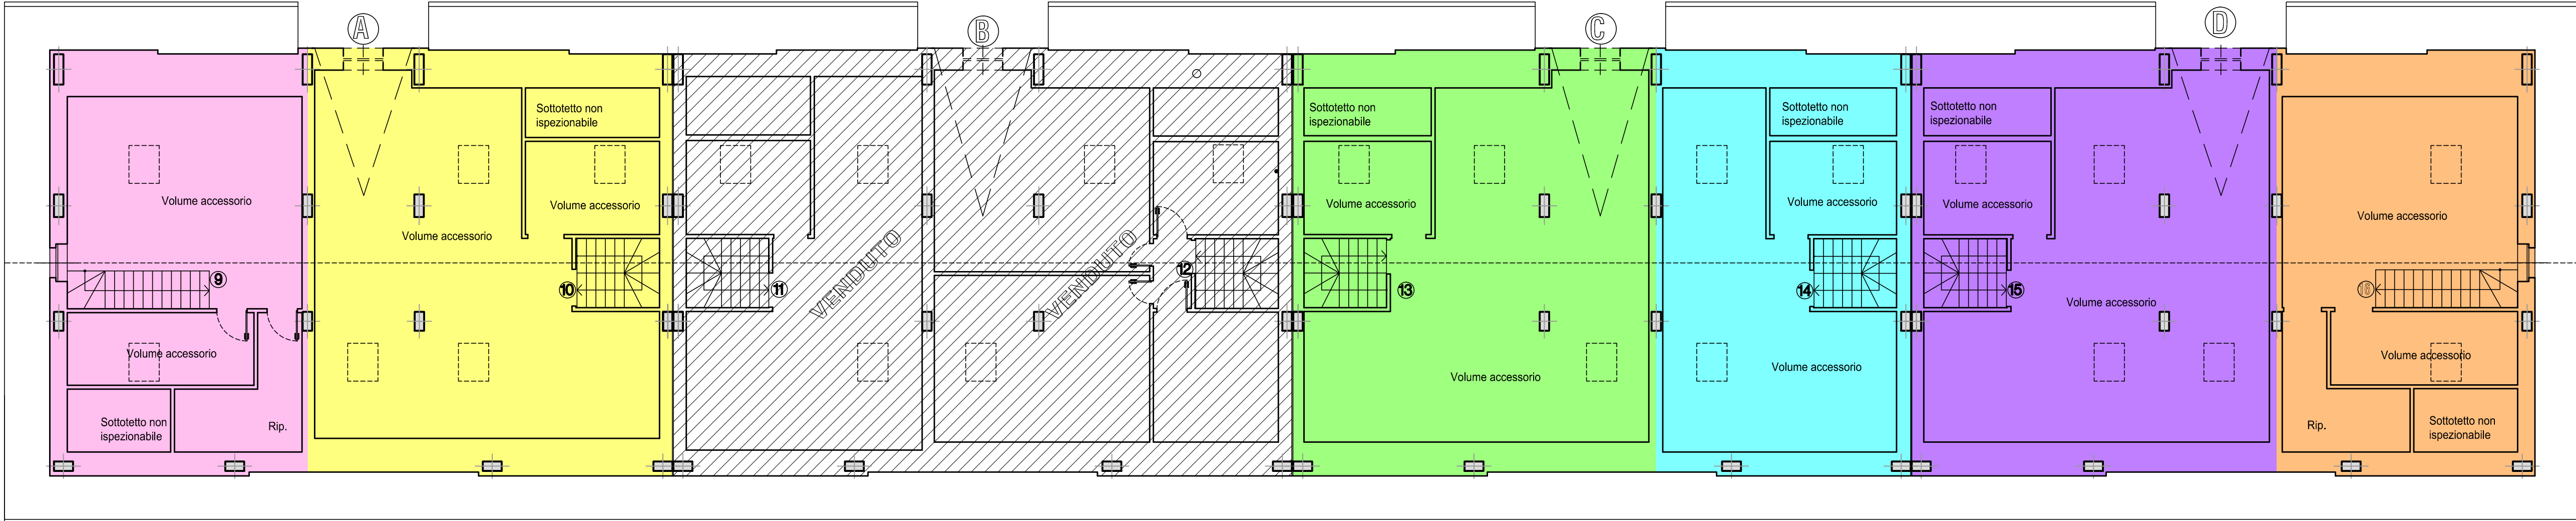 A
B
C
D
Volume accessorio
9
Volume accessorio
Sottotetto non
ispezionabile
Rip.
Volume accessorio
Sottotetto non
ispezionabile
Volume accessorio
10
11
VENDUTO
VENDUTO
12
Sottotetto non
ispezionabile
Volume accessorio
13
Volume accessorio
Sottotetto non
ispezionabile
Volume accessorio
14
Volume accessorio
Sottotetto non
ispezionabile
Volume accessorio
15
Volume accessorio
Volume accessorio
16
Volume accessorio
Rip.
Sottotetto non
ispezionabile